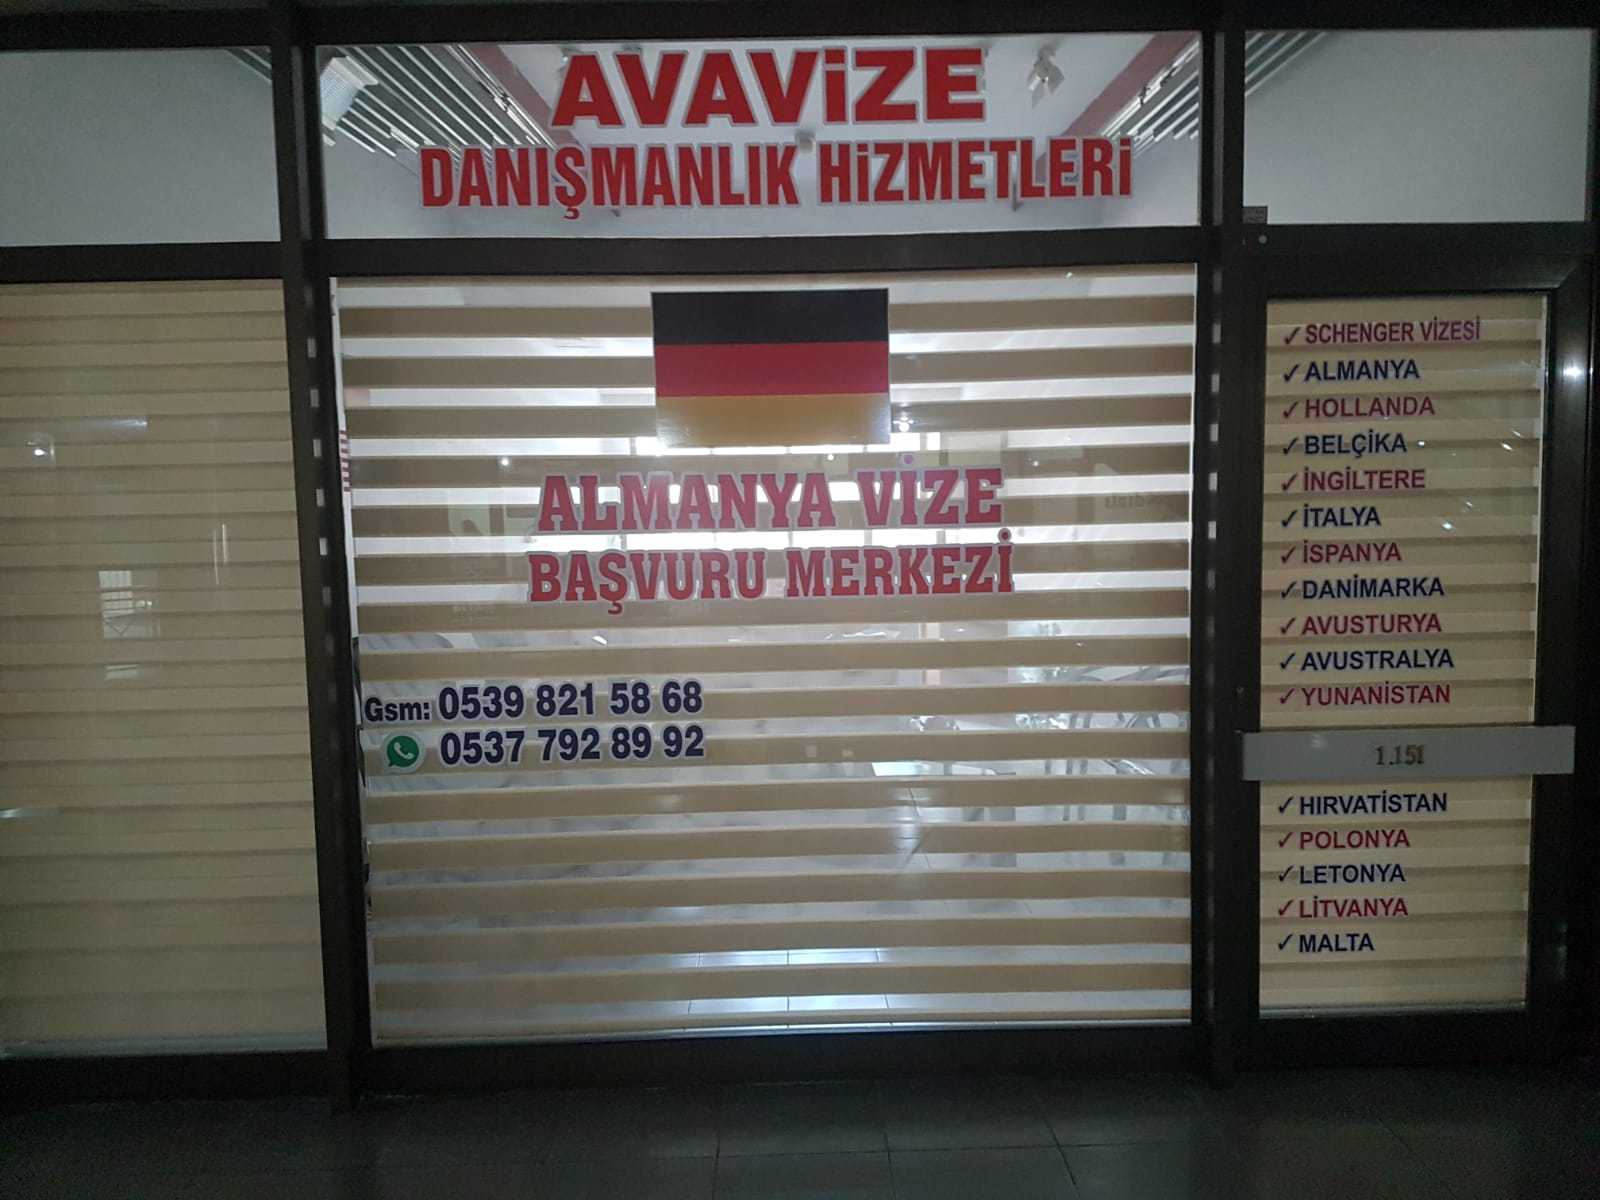 AVAVİZE
DANIŞMANLIK HİZMETLERİ
ALMANYA VİZE
BAŞVURU MERKEZİ
Gsm: 0539 821 58 68
0537 792 89 92
✓ SCHENGER VİZESİ
✓ ALMANYA
✓ HOLLANDA
✓ BELÇİKA
✓ İNGİLTERE
✓ İTALYA
✓ İSPANYA
✓ DANİMARKA
✓ AVUSTURYA
✓ AVUSTRALYA
✓ YUNANİSTAN
1.151
✓ HIRVATİSTAN
✓ POLONYA
✓ LETONYA
✓ LİTVANYA
✓ MALTA